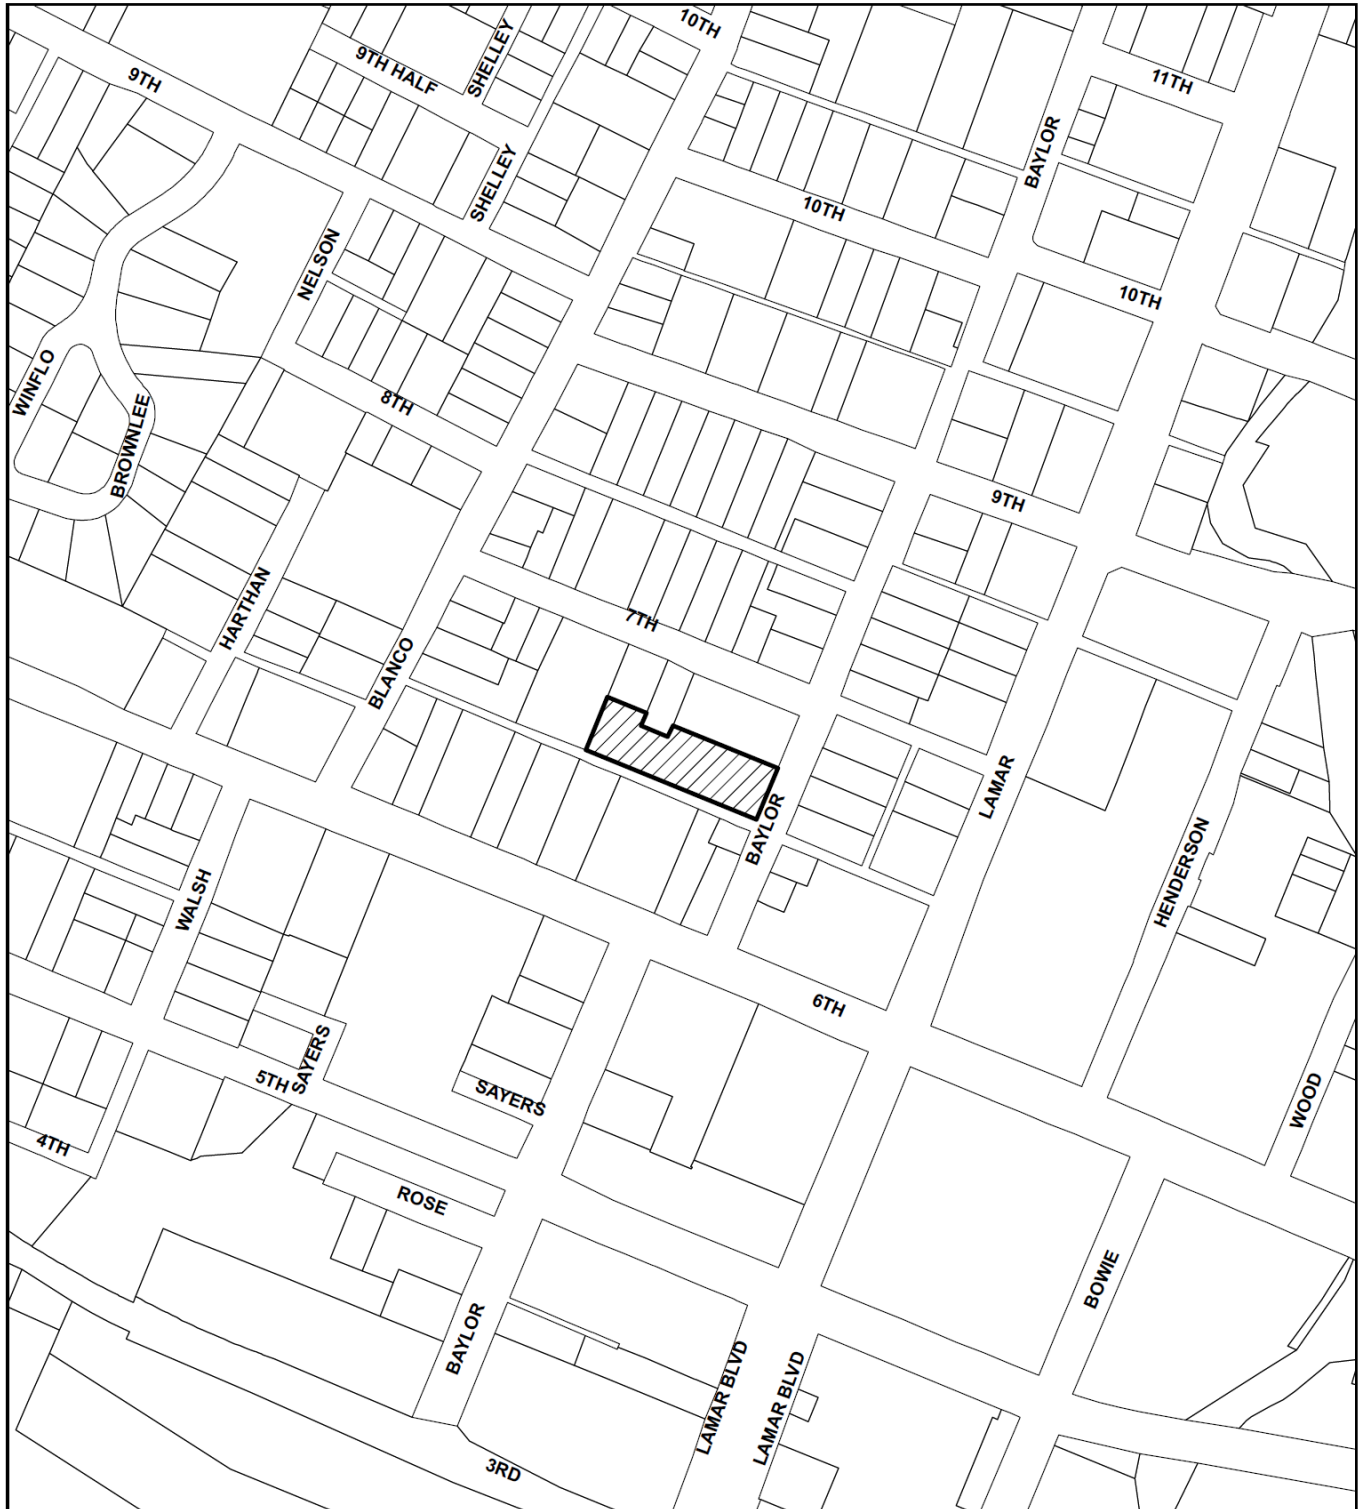 10TH
SHELLEY
9TH HALF
9TH
11TH
BAYLOR
SHELLEY
10TH
NELSON
10TH
WINFLO
8TH
BROWNLEE
9TH
HARTHAN
7TH
BLANCO
LAMAR
BAYLOR
HENDERSON
WALSH
6TH
SAYERS
5TH
SAYERS
WOOD
4TH
ROSE
BOWIE
BAYLOR
LAMAR BLVD
LAMAR BLVD
3RD